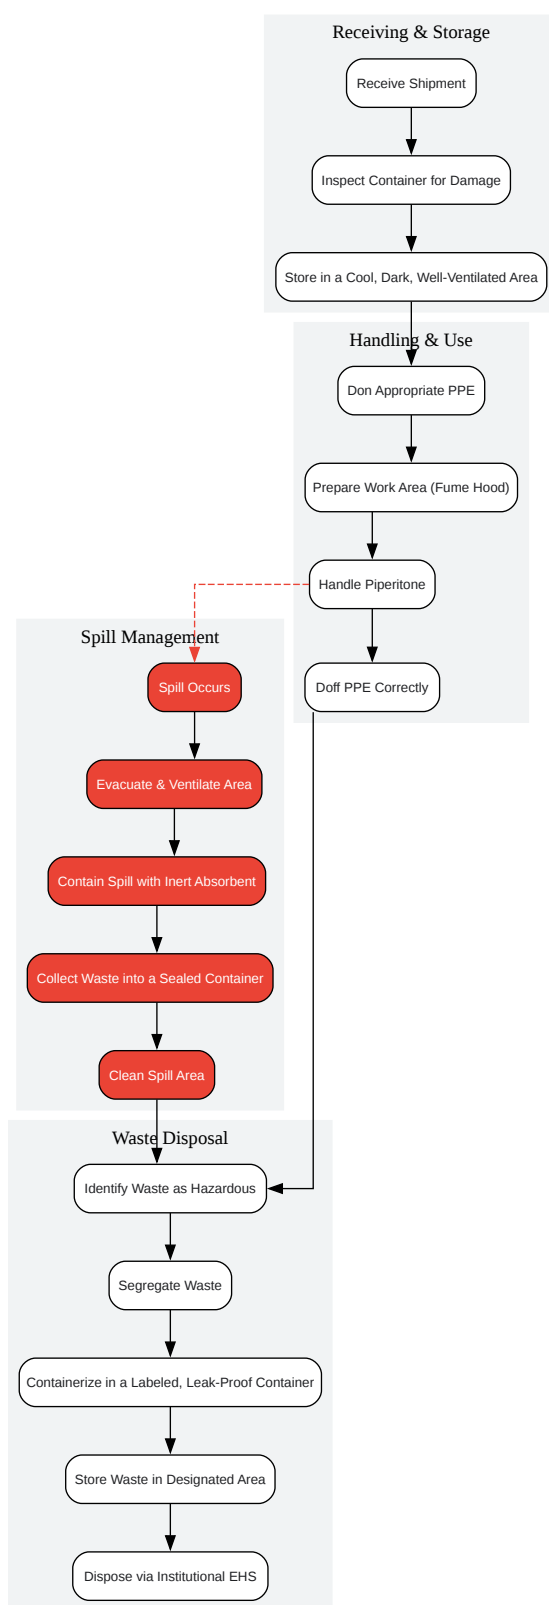 Receiving & Storage
Receive Shipment
Inspect Container for Damage
Store in a Cool, Dark, Well-Ventilated Area
Handling & Use
Don Appropriate PPE
Prepare Work Area (Fume Hood)
Handle Piperitone
Doff PPE Correctly
Spill Management
Spill Occurs
Evacuate & Ventilate Area
Contain Spill with Inert Absorbent
Collect Waste into a Sealed Container
Clean Spill Area
Waste Disposal
Identify Waste as Hazardous
Segregate Waste
Containerize in a Labeled, Leak-Proof Container
Store Waste in Designated Area
Dispose via Institutional EHS